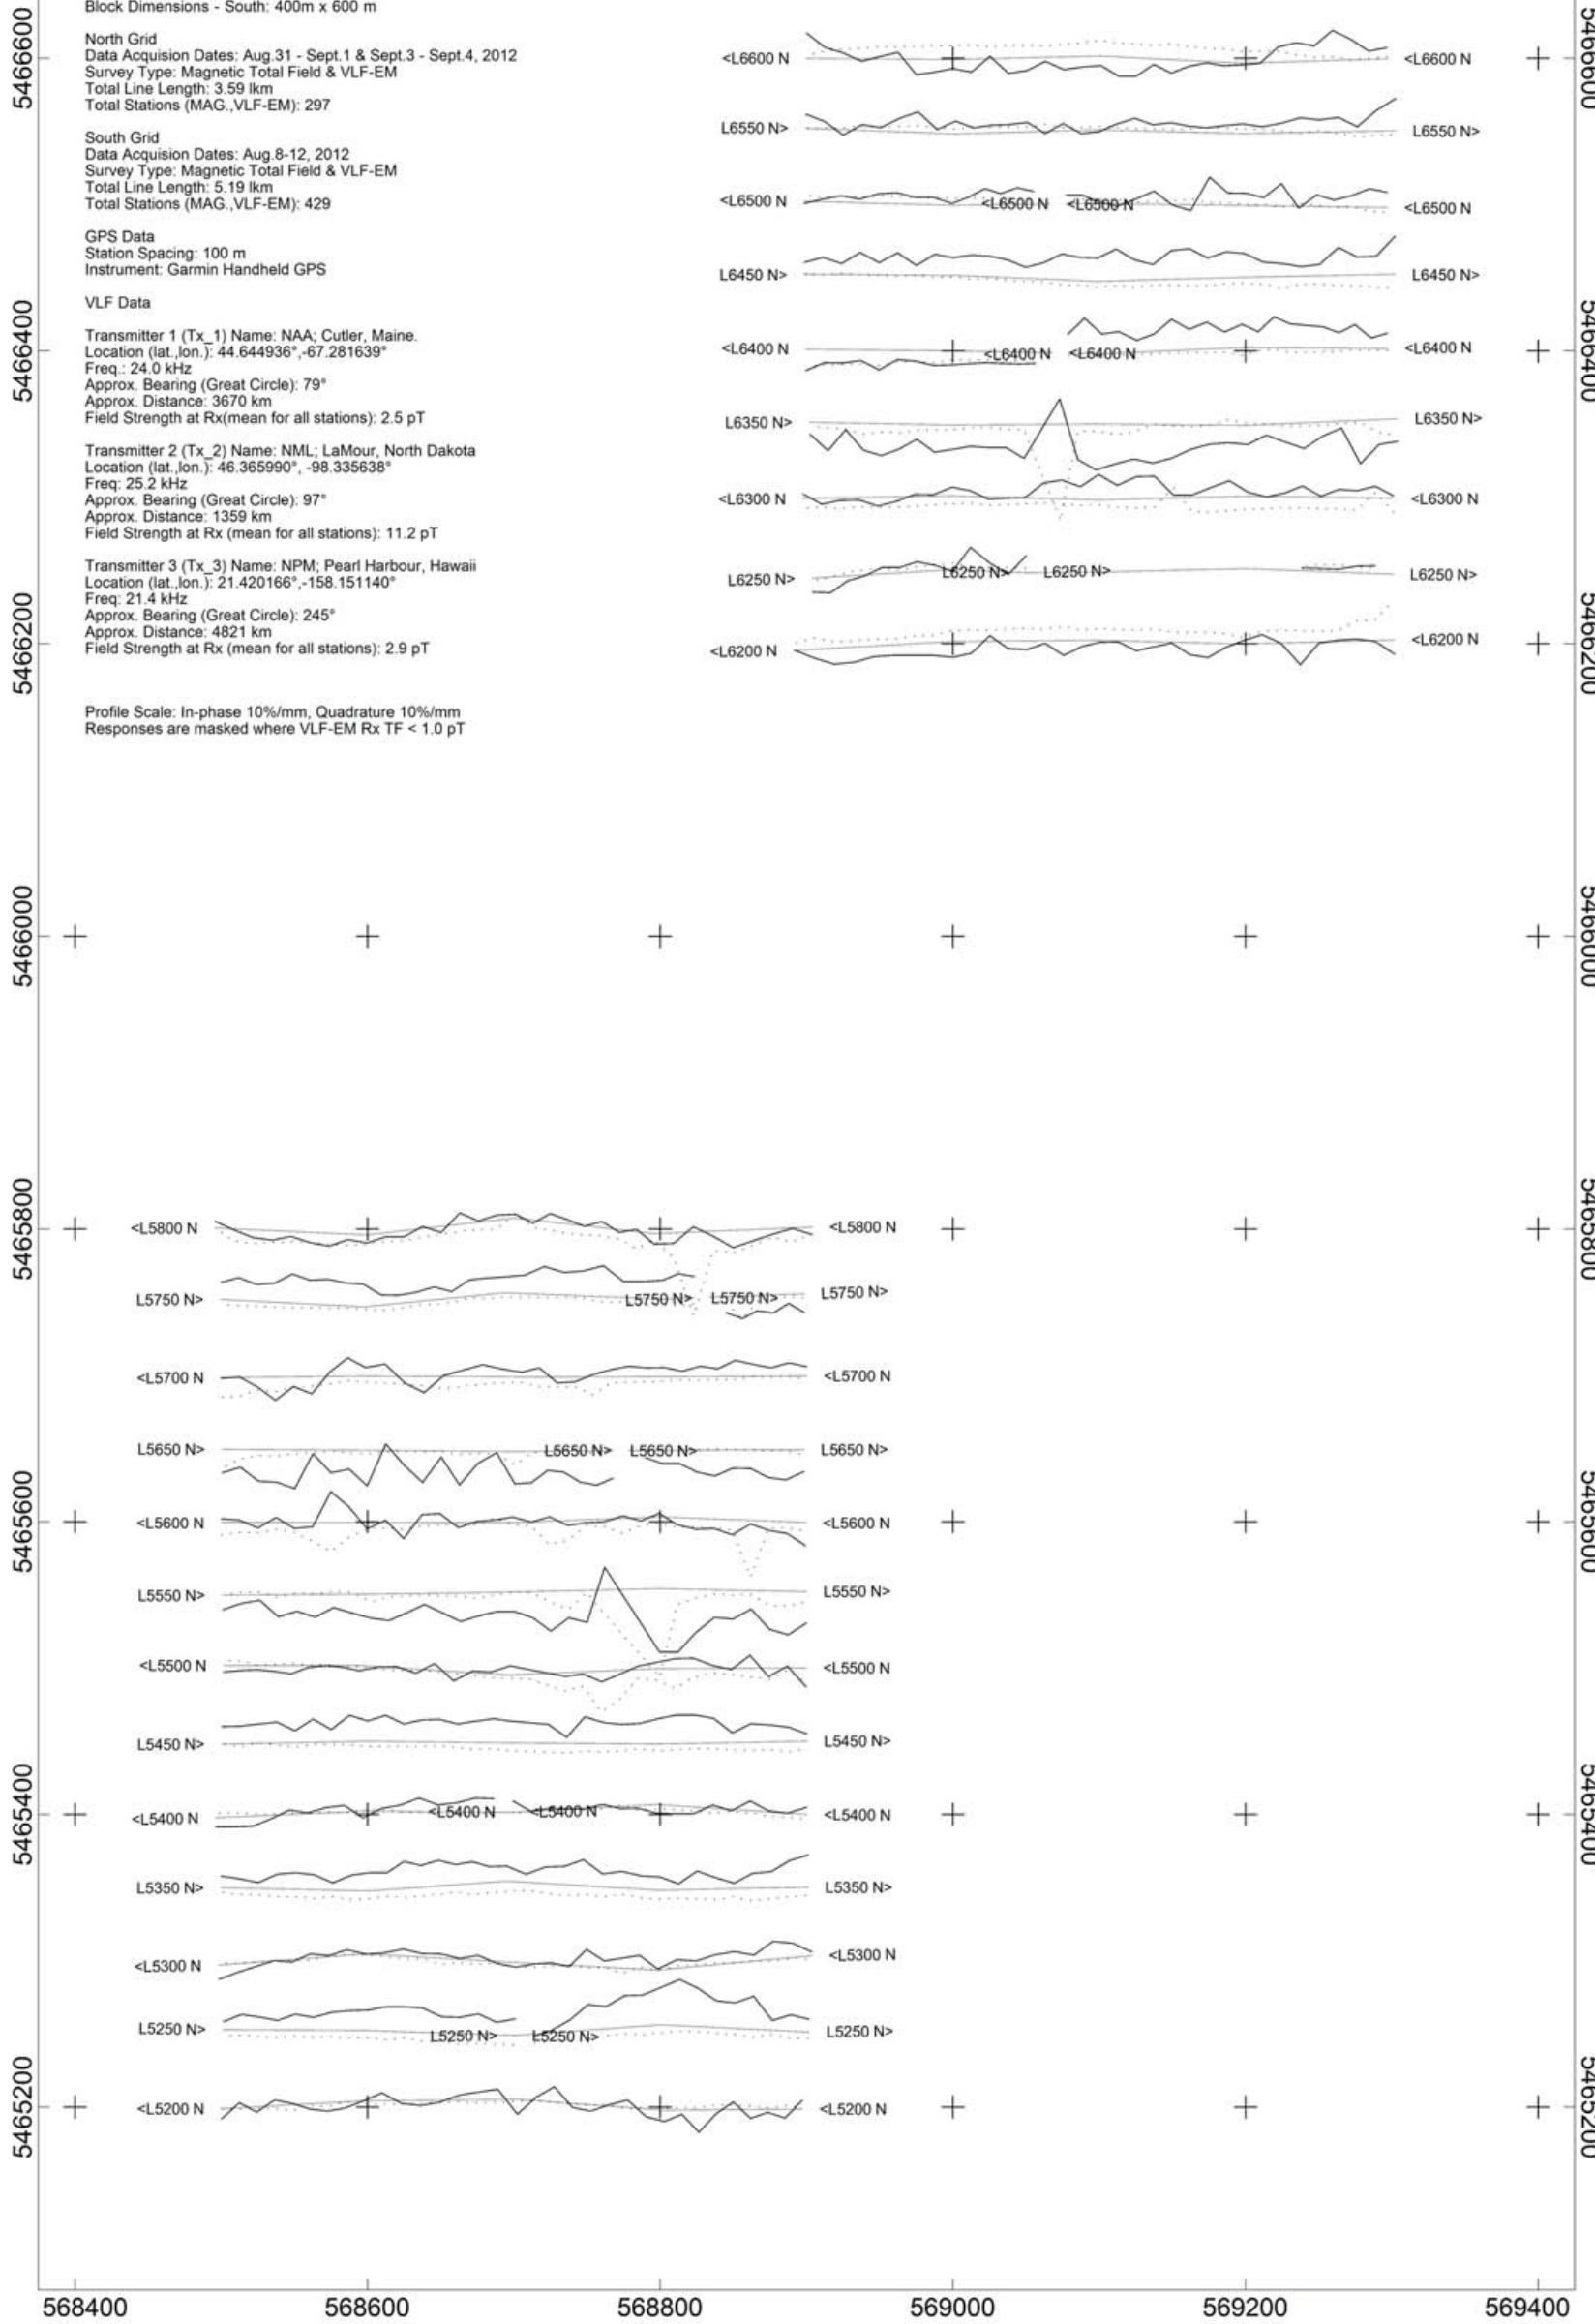 Block Dimensions - South: 400m x 600 m
North Grid
Data Acquision Dates: Aug.31 - Sept.1 & Sept.3 - Sept.4, 2012
Survey Type: Magnetic Total Field & VLF-EM
Total Line Length: 3.59 lkm
Total Stations (MAG.,VLF-EM): 297
South Grid
Data Acquision Dates: Aug.8-12, 2012
Survey Type: Magnetic Total Field & VLF-EM
Total Line Length: 5.19 lkm
Total Stations (MAG.,VLF-EM): 429
GPS Data
Station Spacing: 100 m
Instrument: Garmin Handheld GPS
VLF Data
Transmitter 1 (Tx_1) Name: NAA; Cutler, Maine.
Location (lat.,lon.): 44.644936°,-67.281639°
Freq.: 24.0 kHz
Approx. Bearing (Great Circle): 79°
Approx. Distance: 3670 km
Field Strength at Rx(mean for all stations): 2.5 pT
Transmitter 2 (Tx_2) Name: NML; LaMour, North Dakota
Location (lat.,lon.): 46.365990°, -98.335638°
Freq: 25.2 kHz
Approx. Bearing (Great Circle): 97°
Approx. Distance: 1359 km
Field Strength at Rx (mean for all stations): 11.2 pT
Transmitter 3 (Tx_3) Name: NPM; Pearl Harbour, Hawaii
Location (lat.,lon.): 21.420166°,-158.151140°
Freq: 21.4 kHz
Approx. Bearing (Great Circle): 245°
Approx. Distance: 4821 km
Field Strength at Rx (mean for all stations): 2.9 pT
Profile Scale: In-phase 10%/mm, Quadrature 10%/mm
Responses are masked where VLF-EM Rx TF < 1.0 pT
<L6600 N <L6600 N
L6550 N> L6550 N>
<L6500 N <L6500 N <L6500 N <L6500 N
L6450 N> L6450 N>
<L6400 N <L6400 N <L6400 N <L6400 N
L6350 N> L6350 N>
<L6300 N <L6300 N
L6250 N> L6250 N> L6250 N> L6250 N>
<L6200 N <L6200 N
<L5800 N <L5800 N
L5750 N> L5750 N> L5750 N> L5750 N>
<L5700 N <L5700 N
L5650 N> L5650 N> L5650 N> L5650 N>
<L5600 N <L5600 N
L5550 N> L5550 N>
<L5500 N <L5500 N
L5450 N> L5450 N>
<L5400 N <L5400 N <L5400 N <L5400 N
L5350 N> L5350 N>
<L5300 N <L5300 N
L5250 N> L5250 N> L5250 N> L5250 N>
<L5200 N <L5200 N
5466600 5466600
5466400 5466400
5466200 5466200
5466000 5466000
5465800 5465800
5465600 5465600
5465400 5465400
5465200 5465200
568400 568600 568800 569000 569200 569400